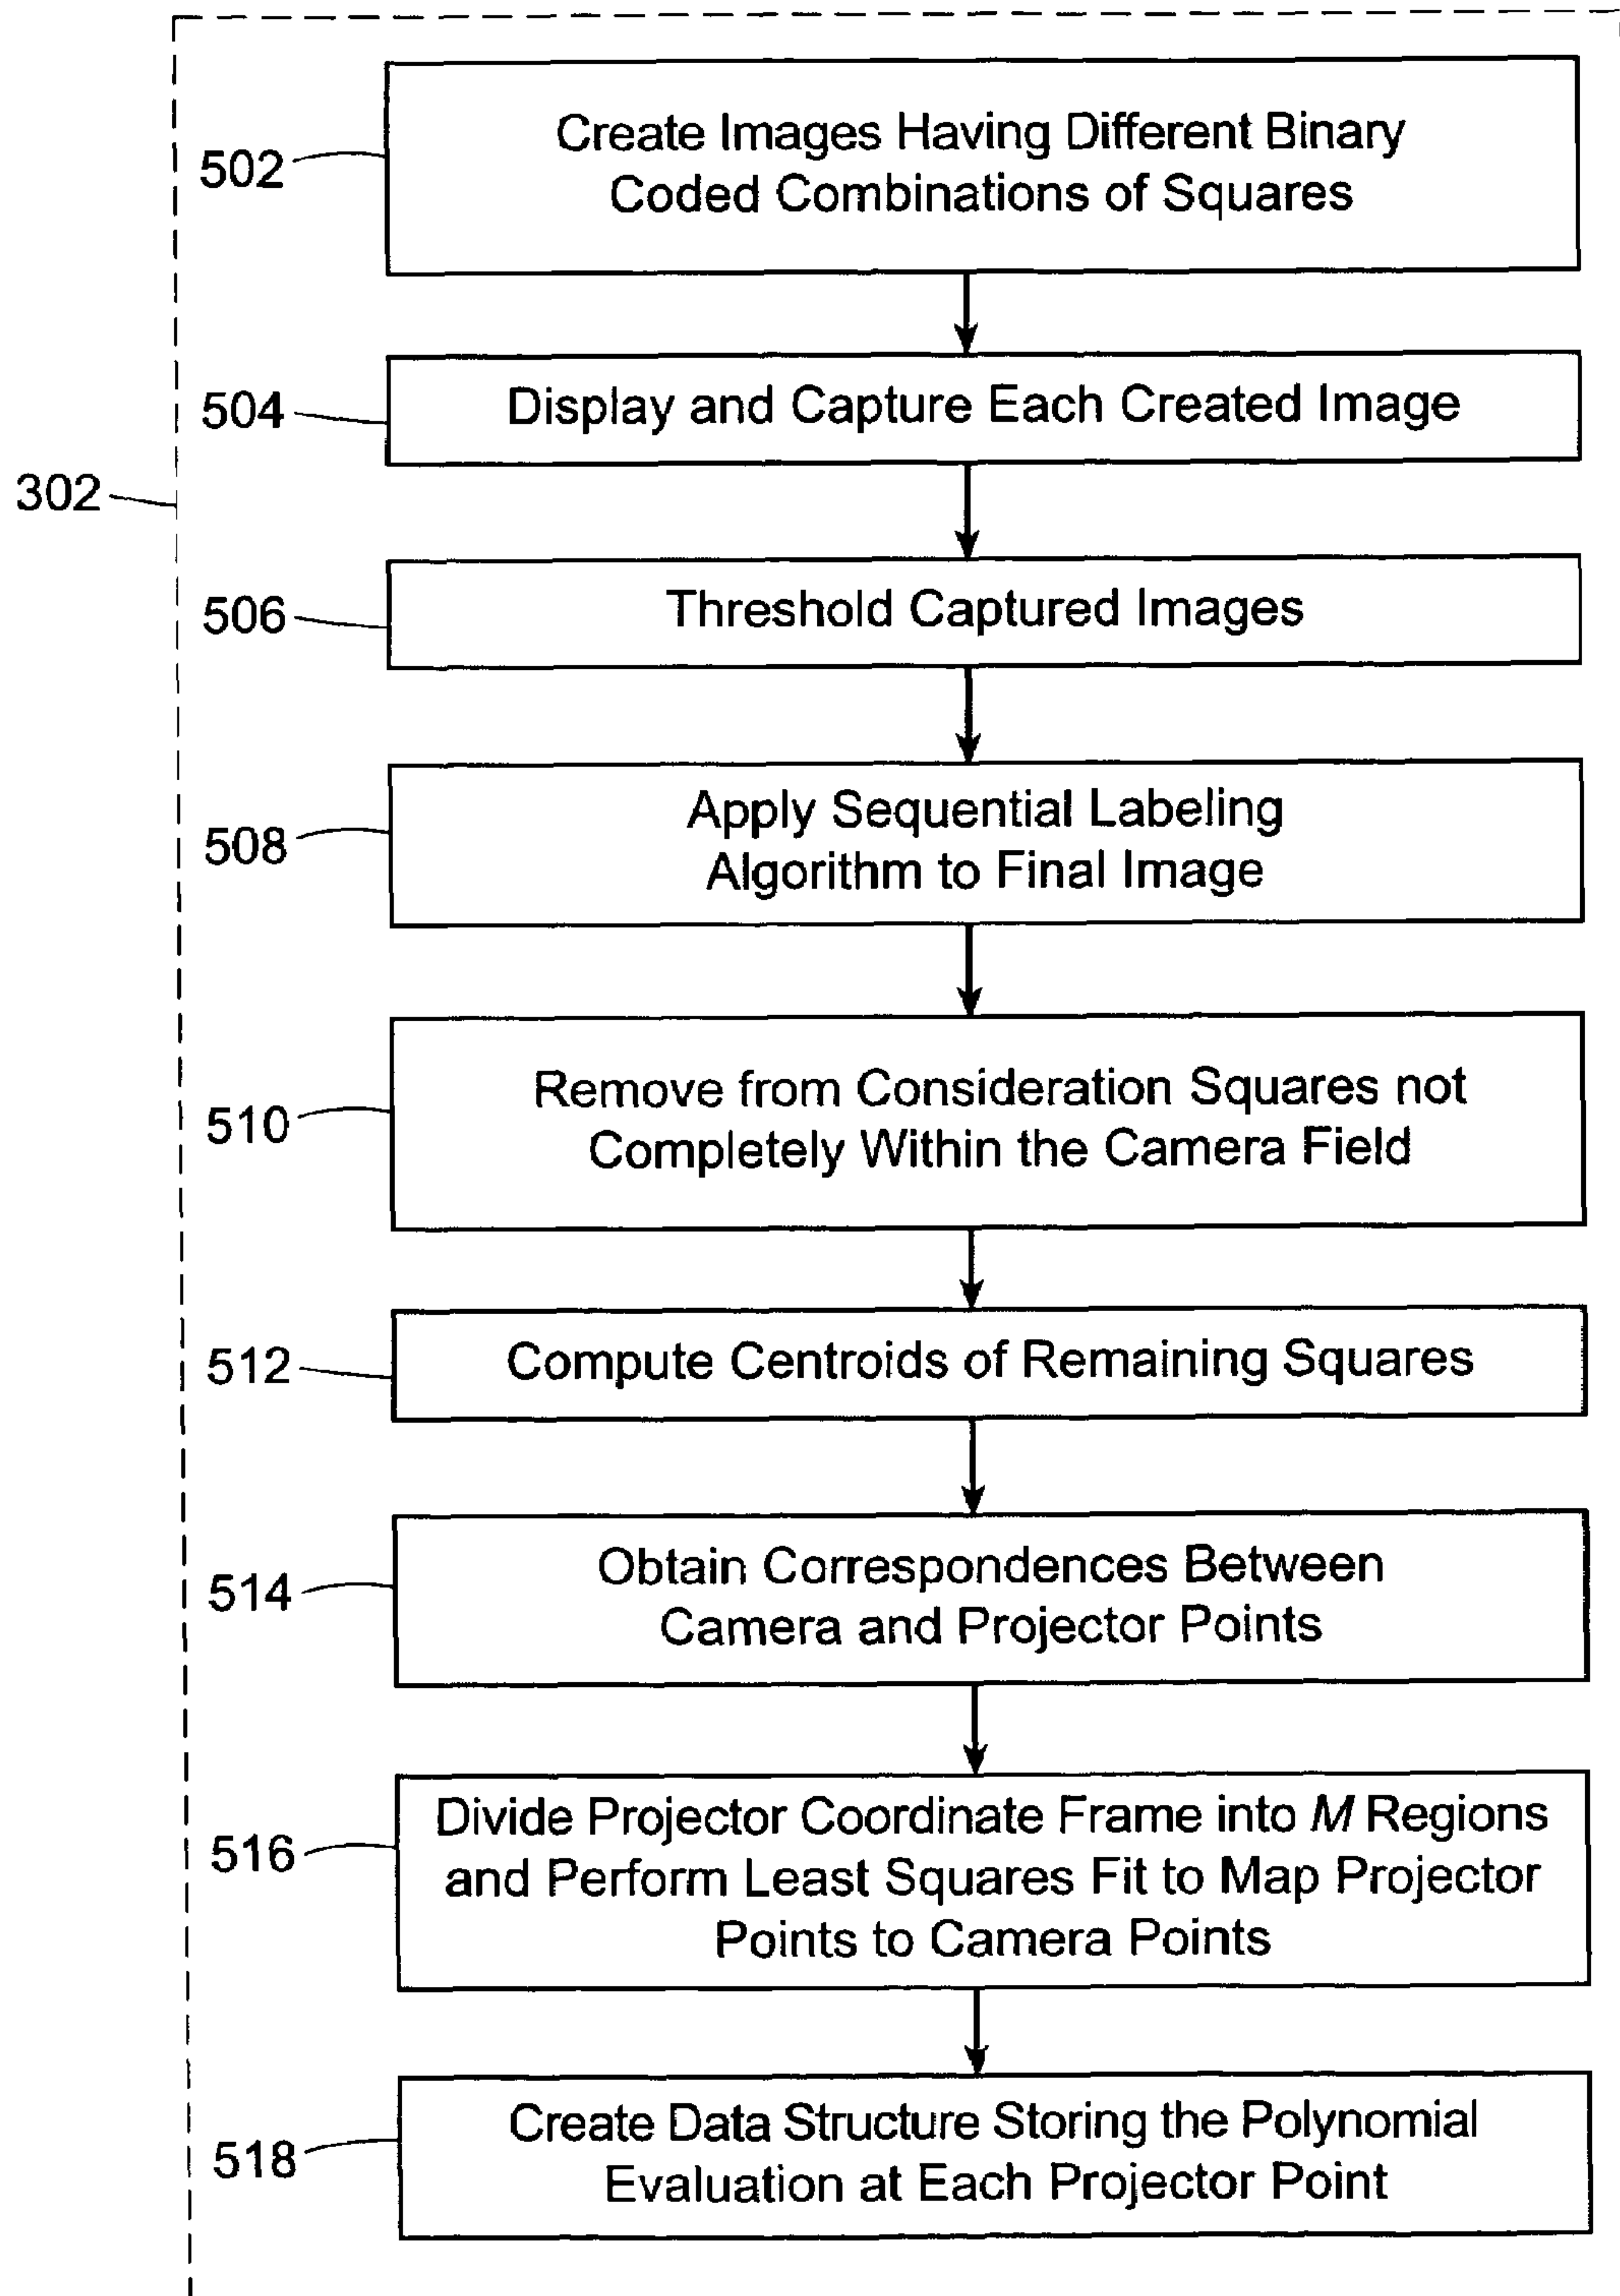 Create Images Having Different Binary
Coded Combinations of Squares
502
Display and Capture Each Created Image
504
302
Threshold Captured Images
506
Apply Sequential Labeling
Algorithm to Final Image
508
Remove from Consideration Squares not
Completely Within the Camera Field
510
Compute Centroids of Remaining Squares
512
Obtain Correspondences Between
Camera and Projector Points
514
Divide Projector Coordinate Frame into M Regions
and Perform Least Squares Fit to Map Projector
Points to Camera Points
516
Create Data Structure Storing the Polynomial
Evaluation at Each Projector Point
518